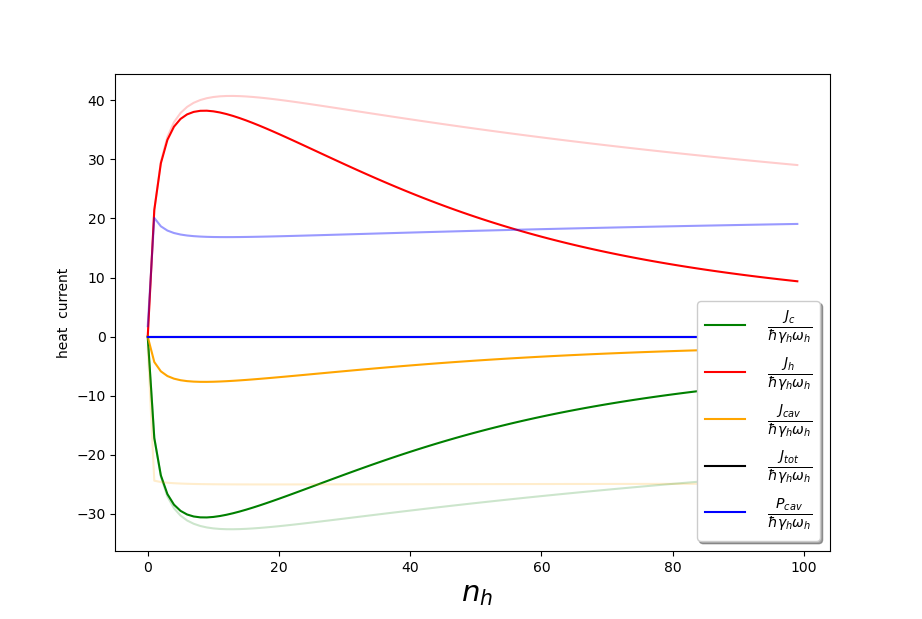 40
30
20
10
0
−10
−20
−30
0 20 40 60 80 100
heat current
n_h
J_c
ħγ_hω_h
J_h
ħγ_hω_h
J_cav
ħγ_hω_h
J_tot
ħγ_hω_h
P_cav
ħγ_hω_h